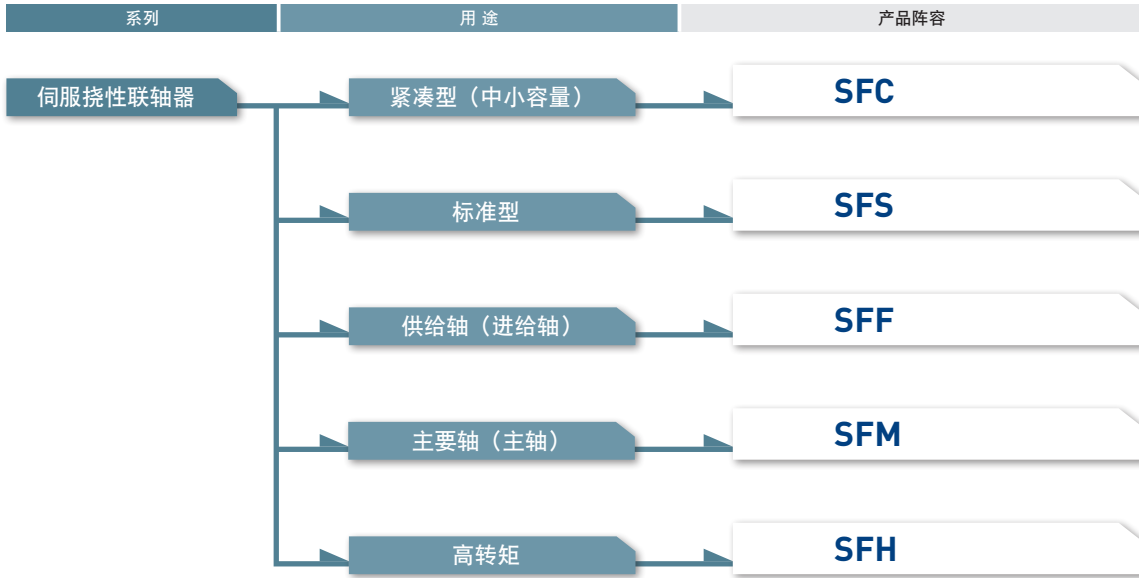 系列
用途
产品阵容
伺服挠性联轴器
紧凑型（中小容量）
SFC
标准型
SFS
供给轴（进给轴）
SFF
主要轴（主轴）
SFM
高转矩
SFH